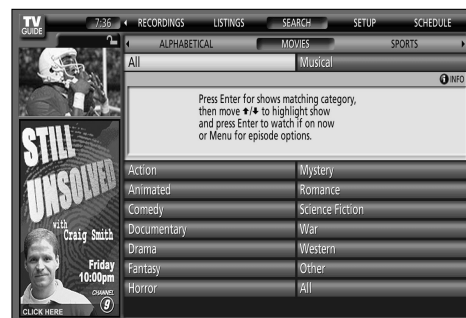 TV
GUIDE
7:36
RECORDINGS LISTINGS SEARCH SETUP SCHEDULE
ALPHABETICAL MOVIES SPORTS
All Musical
i INFO
Press Enter for shows matching category,
then move ↑/↓ to highlight show
and press Enter to watch if on now
or Menu for episode options.
Action Mystery
Animated Romance
Comedy Science Fiction
Documentary War
Drama Western
Fantasy Other
Horror All
STILL
UNSOLVED
with
Craig Smith
Friday
10:00pm
CHANNEL
9
CLICK HERE